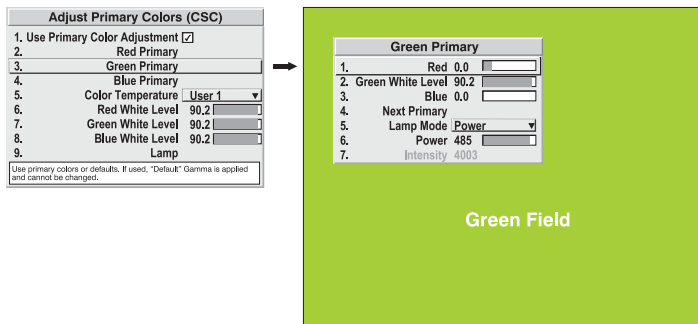 Adjust Primary Colors (CSC)
1. Use Primary Color Adjustment ✓
2. Red Primary
3. Green Primary
4. Blue Primary
5. Color Temperature User 1
6. Red White Level 90.2
7. Green White Level 90.2
8. Blue White Level 90.2
9. Lamp
Use primary colors or defaults. If used, "Default" Gamma is applied
and cannot be changed.
Green Primary
1. Red 0.0
2. Green White Level 90.2
3. Blue 0.0
4. Next Primary
5. Lamp Mode Power
6. Power 485
7. Intensity 4003
Green Field